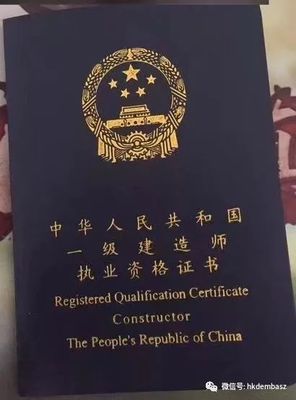 中华人民共和国
一级建造师
执业资格证书
Registered Qualification Certificate
Constructor
The People's Republic of China
微信号: hkdembasz